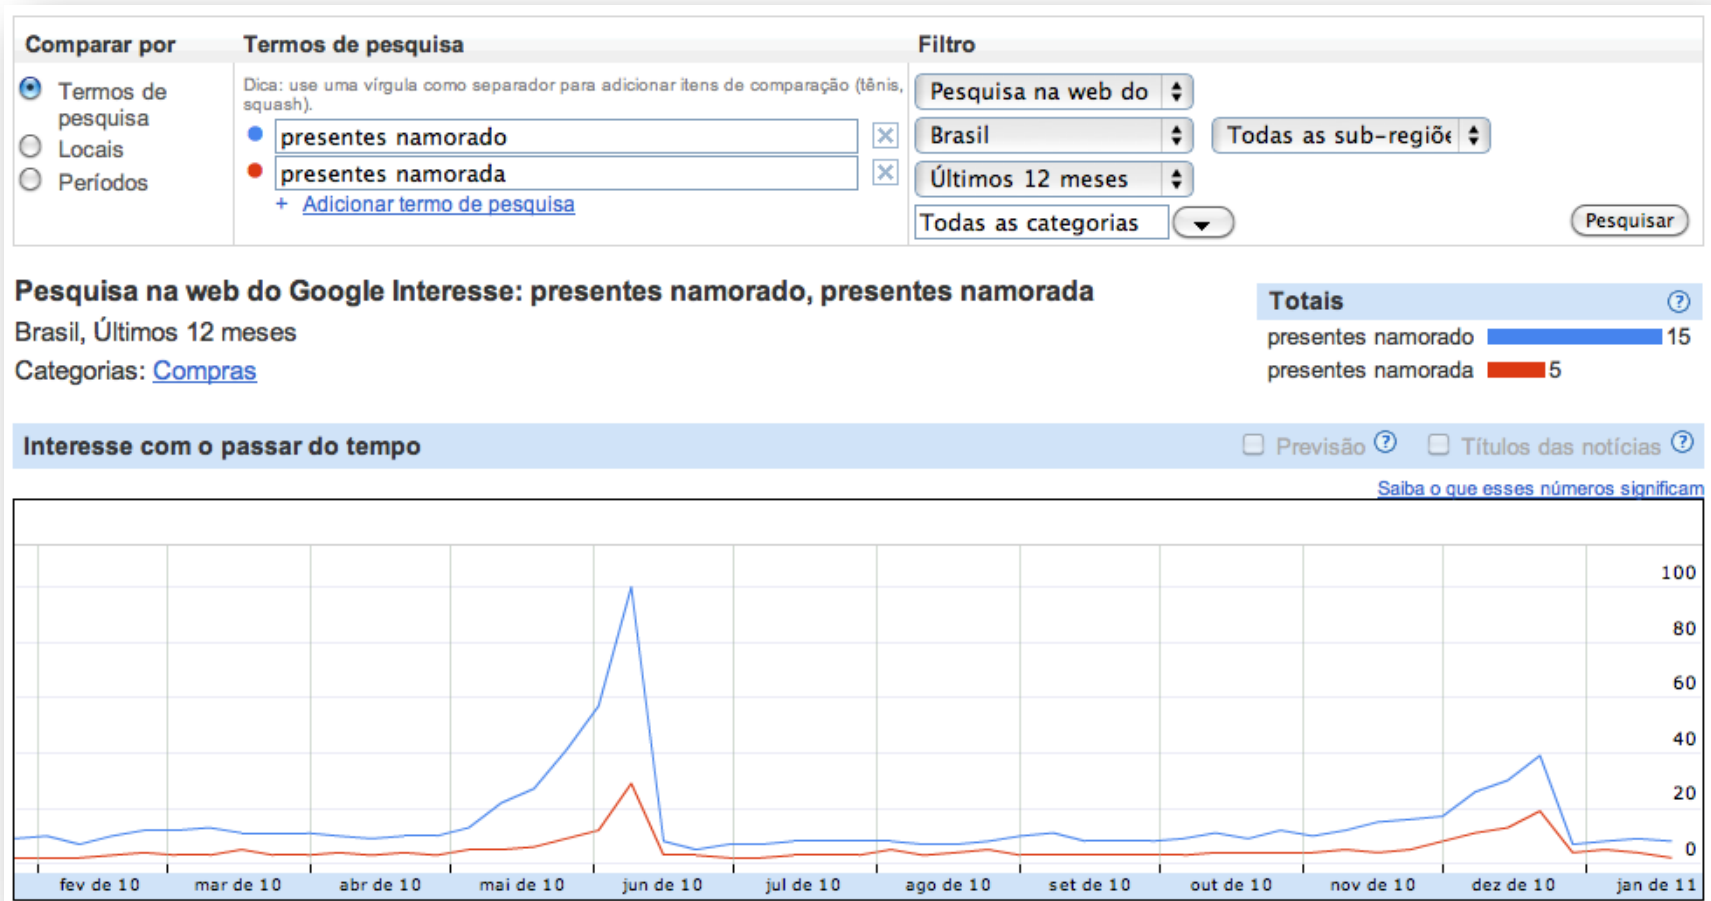 Comparar por
Termos de pesquisa
Filtro
Termos de
pesquisa
Locais
Períodos
Dica: use uma vírgula como separador para adicionar itens de comparação (tênis,
squash).
presentes namorado
presentes namorada
+ Adicionar termo de pesquisa
Pesquisa na web do
Brasil
Todas as sub-regiõe
Últimos 12 meses
Todas as categorias
Pesquisar
Pesquisa na web do Google Interesse: presentes namorado, presentes namorada
Brasil, Últimos 12 meses
Categorias: Compras
Totais ?
presentes namorado 15
presentes namorada 5
Interesse com o passar do tempo
Previsão ? Títulos das notícias ?
Saiba o que esses números significam
100
80
60
40
20
0
fev de 10 mar de 10 abr de 10 mai de 10 jun de 10 jul de 10 ago de 10 set de 10 out de 10 nov de 10 dez de 10 jan de 11